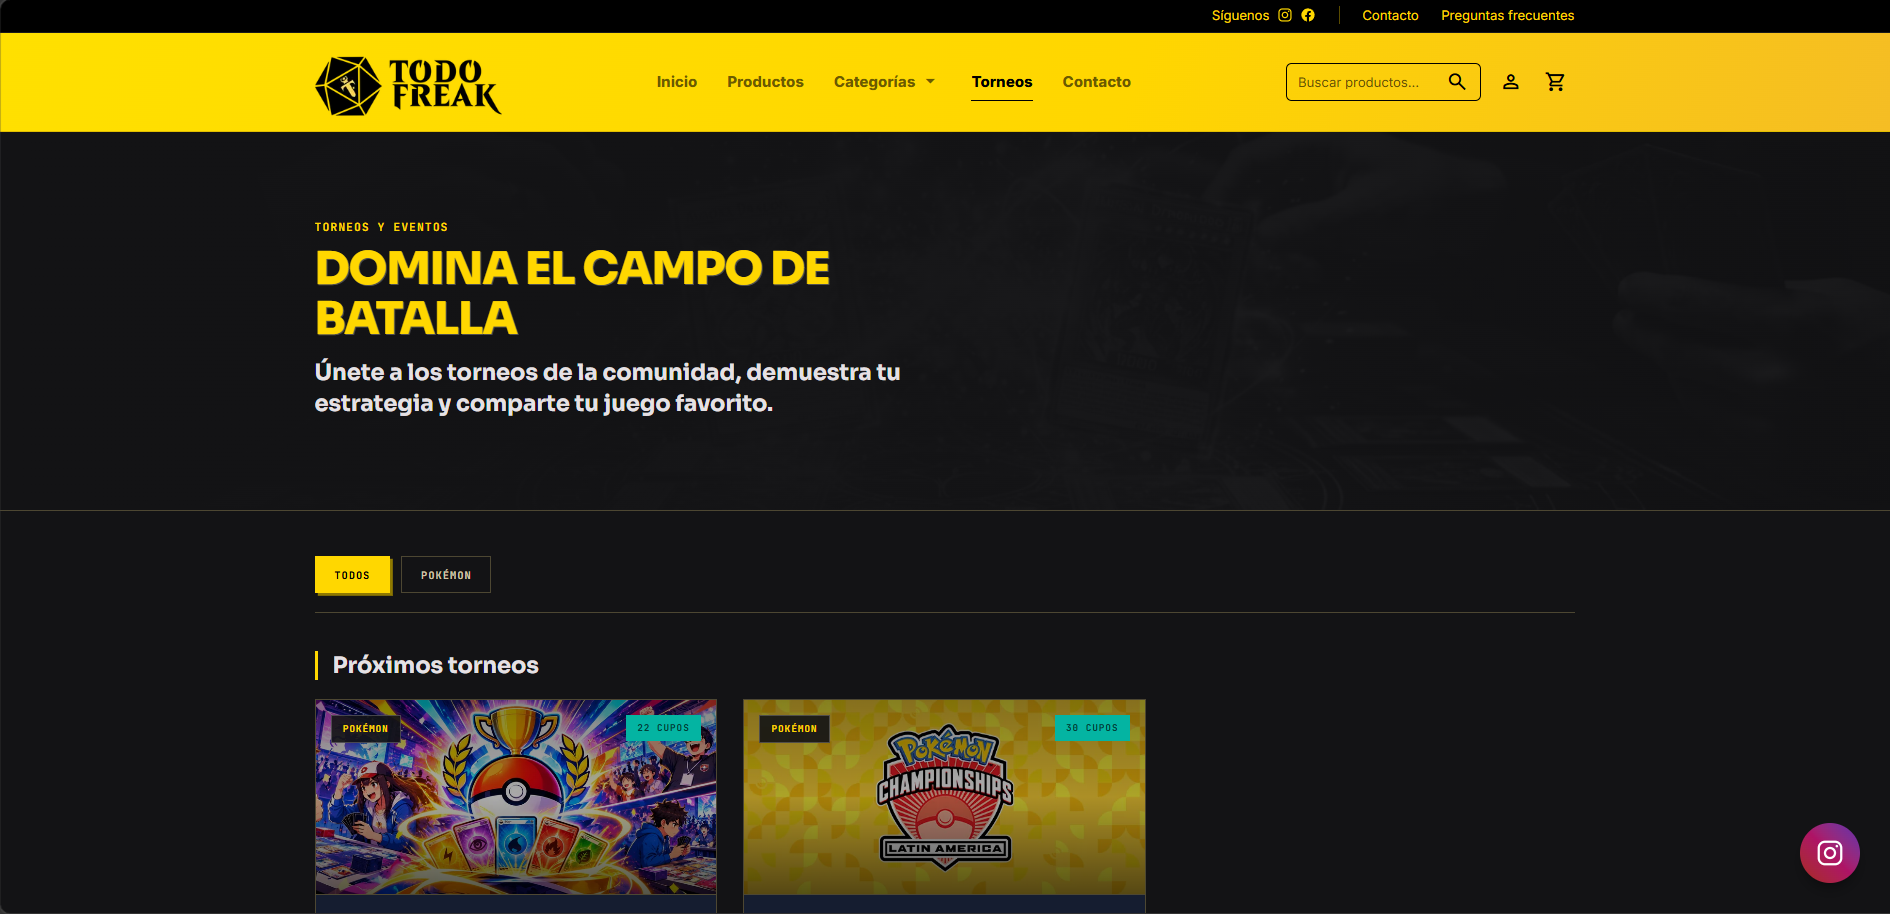 Síguenos
Contacto
Preguntas frecuentes
TODO
FREAK
Inicio
Productos
Categorías
Torneos
Contacto
Buscar productos...
TORNEOS Y EVENTOS
DOMINA EL CAMPO DE
BATALLA
Únete a los torneos de la comunidad, demuestra tu
estrategia y comparte tu juego favorito.
TODOS
POKÉMON
Próximos torneos
POKÉMON
22 CUPOS
POKÉMON
30 CUPOS
Pokémon
CHAMPIONSHIPS
LATIN AMERICA